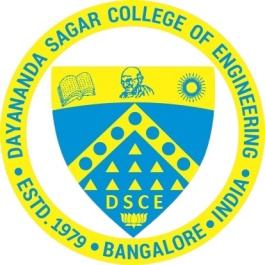 • DAYANANDA SAGAR COLLEGE OF ENGINEERING •
ESTD. 1979 • BANGALORE • INDIA •
DSCE